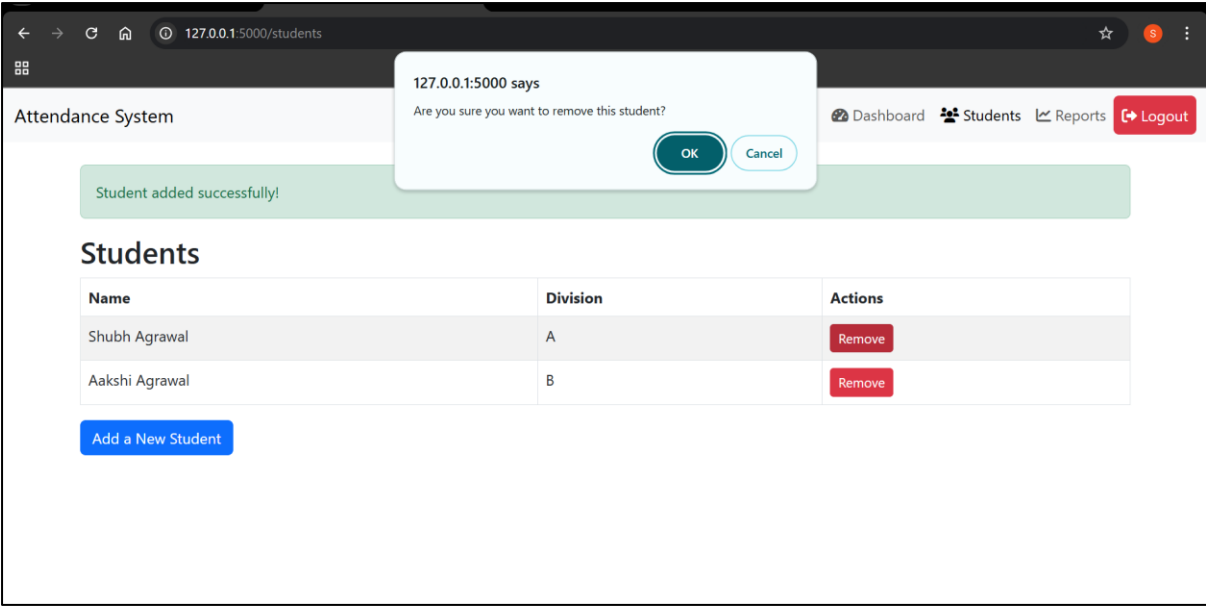 127.0.0.1:5000/students
S
127.0.0.1:5000 says
Are you sure you want to remove this student?
OK Cancel
Attendance System Dashboard Students Reports Logout
Student added successfully!
Students
Name Division Actions
Shubh Agrawal A Remove
Aakshi Agrawal B Remove
Add a New Student